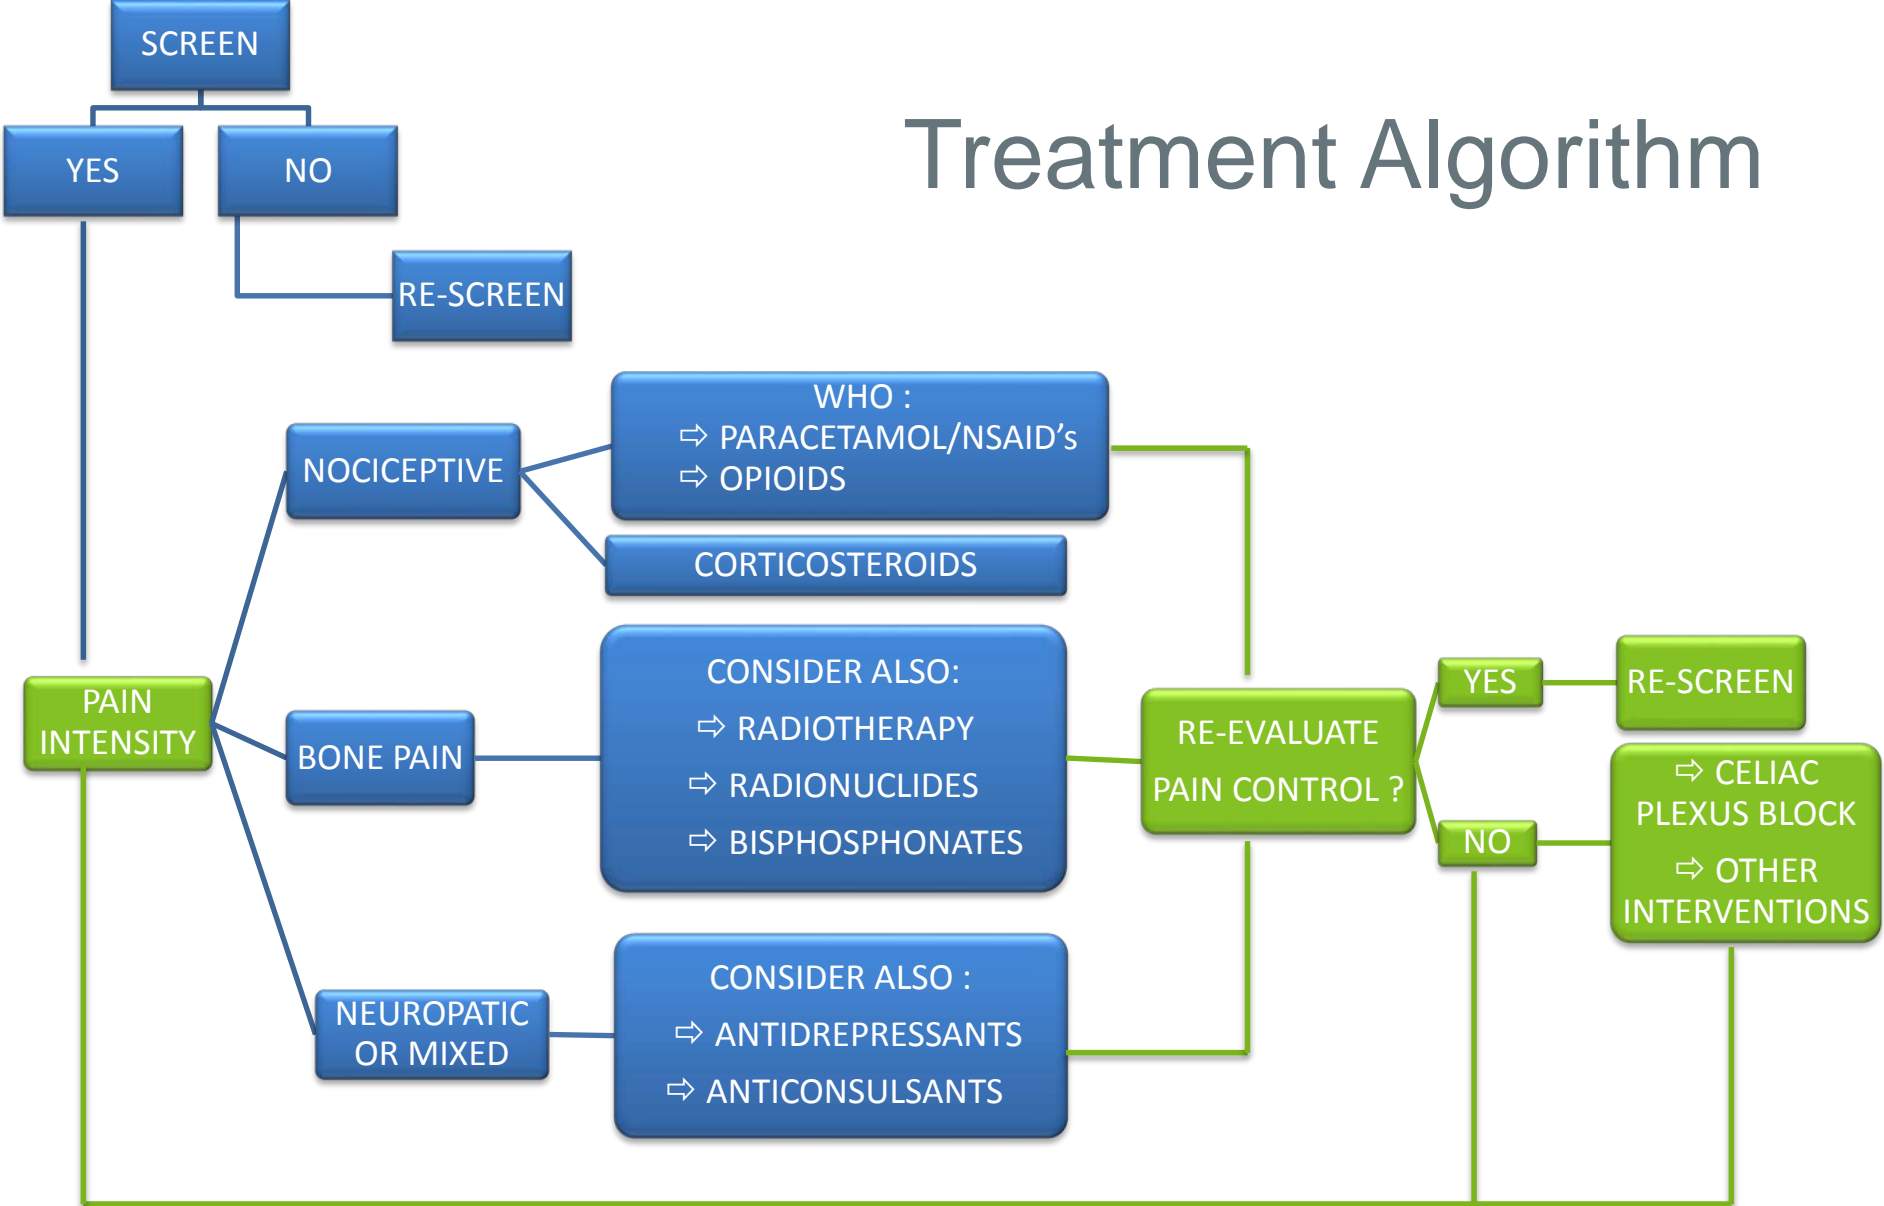 SCREEN
YES
NO
Treatment Algorithm
RE-SCREEN
WHO :
⇨ PARACETAMOL/NSAID's
⇨ OPIOIDS
NOCICEPTIVE
CORTICOSTEROIDS
PAIN
INTENSITY
BONE PAIN
CONSIDER ALSO:
⇨ RADIOTHERAPY
⇨ RADIONUCLIDES
⇨ BISPHOSPHONATES
RE-EVALUATE
PAIN CONTROL ?
YES
RE-SCREEN
NO
⇨ CELIAC
PLEXUS BLOCK
⇨ OTHER
INTERVENTIONS
NEUROPATIC
OR MIXED
CONSIDER ALSO :
⇨ ANTIDREPRESSANTS
⇨ ANTICONSULSANTS